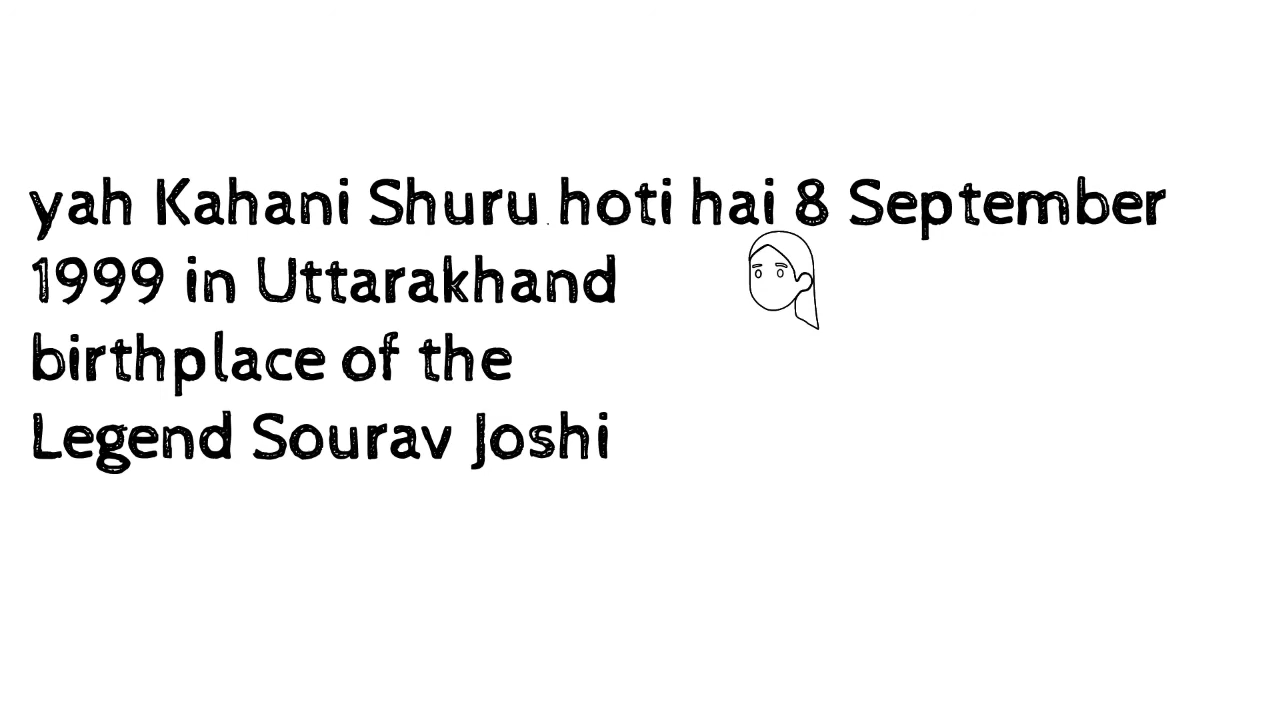 yah Kahani Shuru hoti hai 8 September
1999 in Uttarakhand
birthplace of the
Legend Sourav Joshi